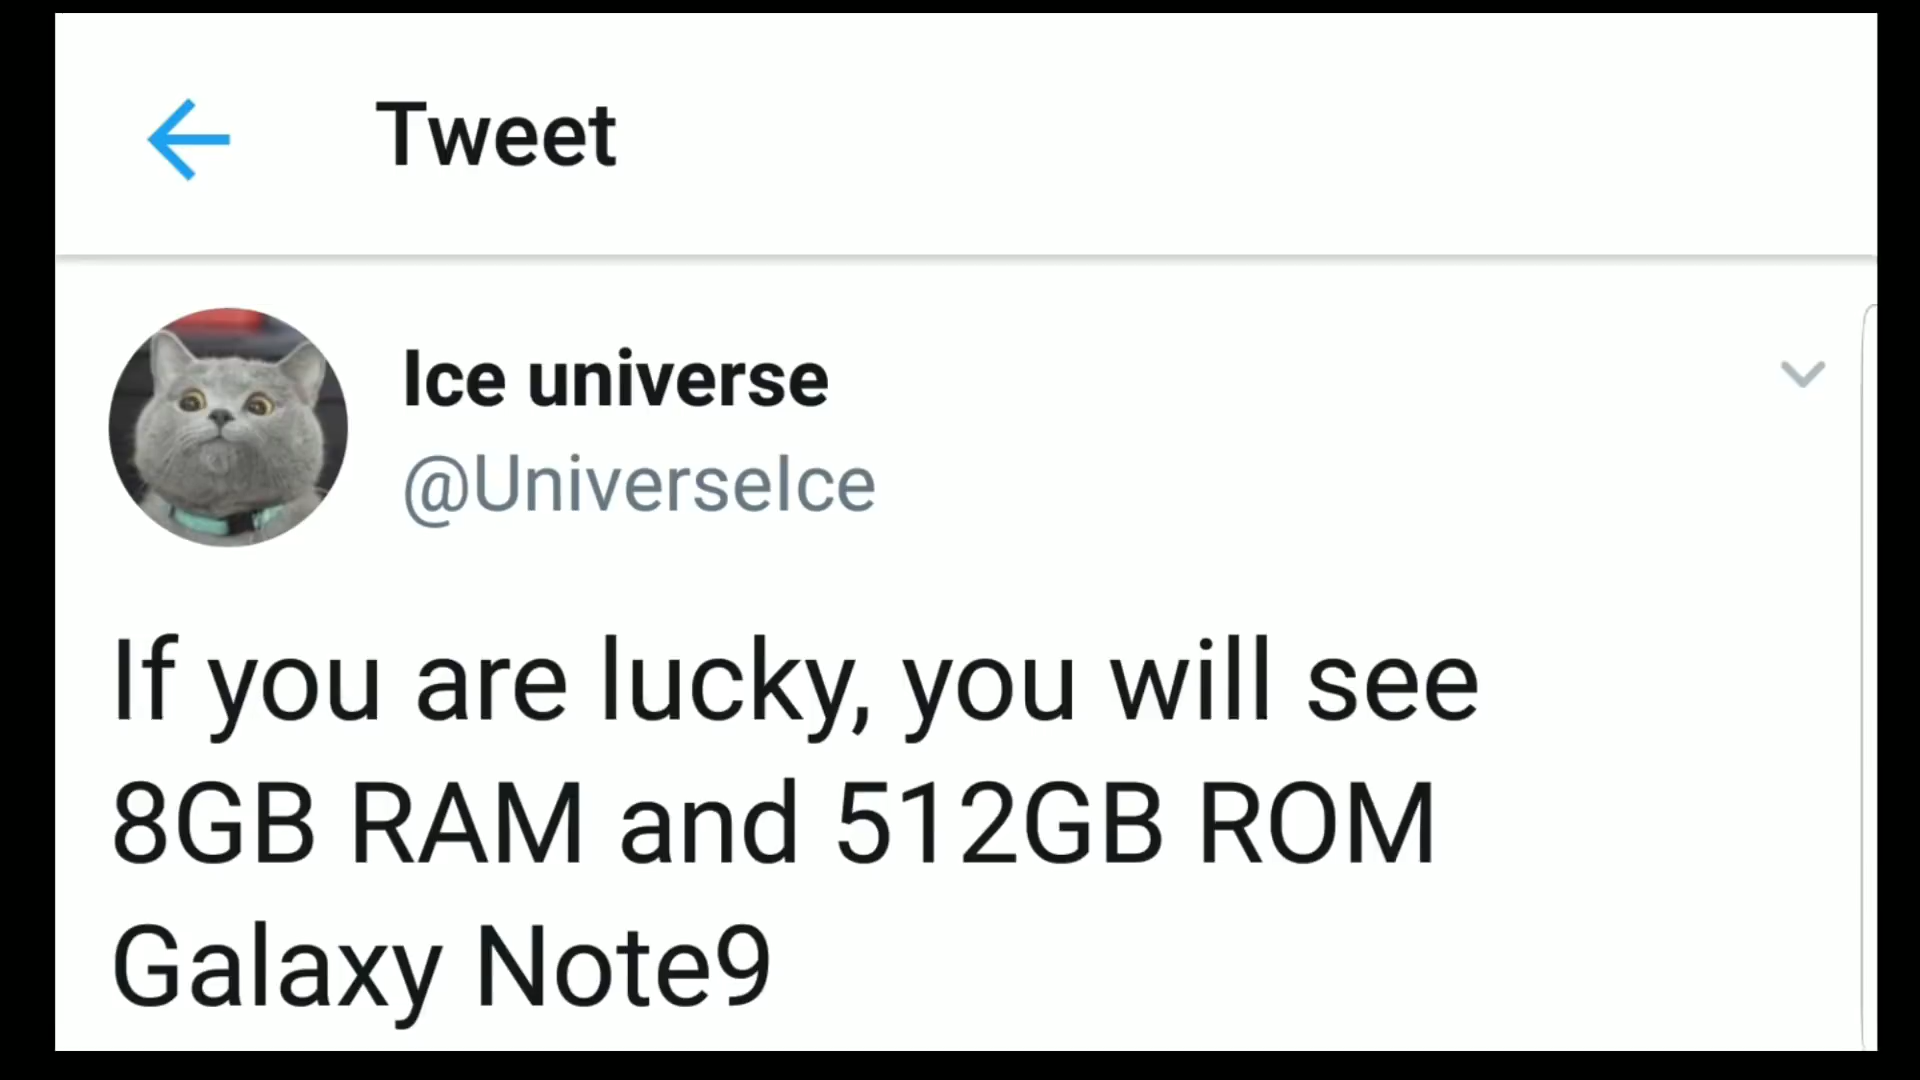 Tweet
Ice universe
@UniverseIce
If you are lucky, you will see
8GB RAM and 512GB ROM
Galaxy Note9